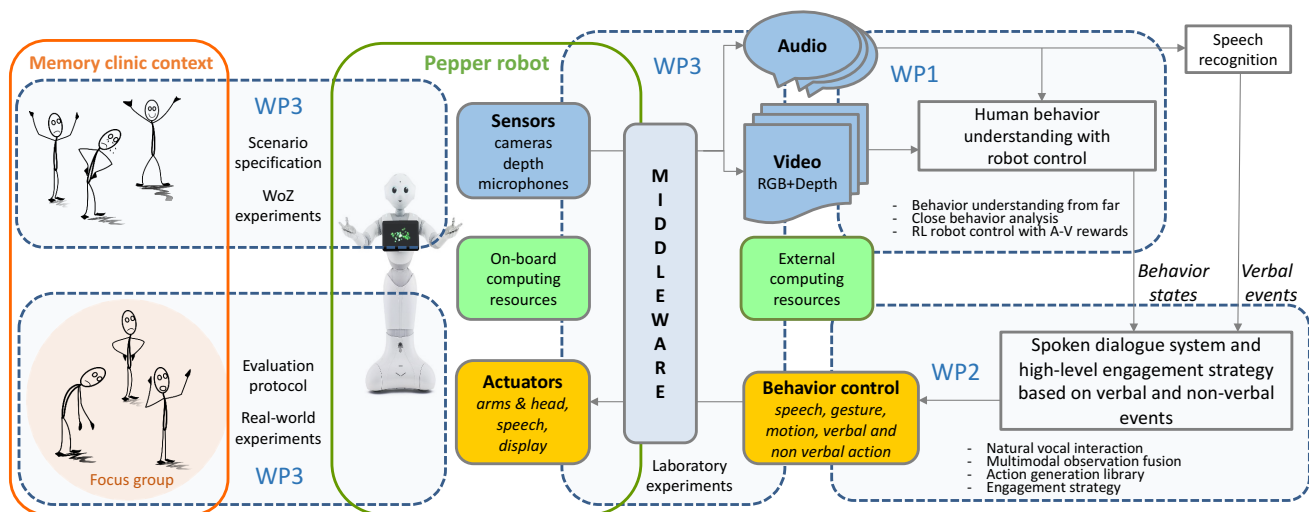 Memory clinic context
WP3
Scenario
specification
WoZ
experiments
Evaluation
protocol
Real-world
experiments
WP3
Focus group
Pepper robot
Sensors
cameras
depth
microphones
On-board
computing
resources
Actuators
arms & head,
speech,
display
MIDDLEWARE
WP3
Audio
Video
RGB+Depth
External
computing
resources
Behavior control
speech, gesture,
motion, verbal and
non verbal action
Laboratory
experiments
WP1
Human behavior
understanding with
robot control
- Behavior understanding from far
- Close behavior analysis
- RL robot control with A-V rewards
Speech
recognition
Behavior
states
Verbal
events
WP2
Spoken dialogue system and
high-level engagement strategy
based on verbal and non-verbal
events
- Natural vocal interaction
- Multimodal observation fusion
- Action generation library
- Engagement strategy